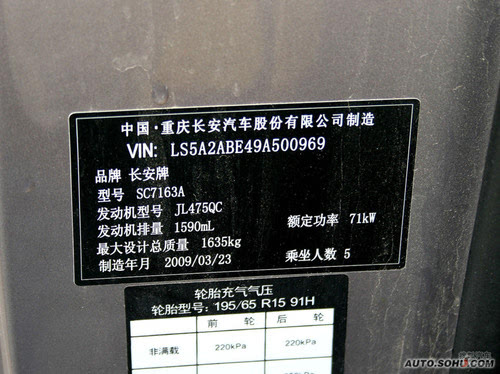 中国·重庆长安汽车股份有限公司制造
VIN: LS5A2ABE49A500969
品牌 长安牌
型号 SC7163A
发动机型号 JL475QC 额定功率 71kW
发动机排量 1590mL
最大设计总质量 1635kg
制造年月 2009/03/23 乘坐人数 5
轮胎充气气压
轮胎型号: 195/65 R15 91H
前 轮 后 轮
非满载 220kPa 220kPa
AUTO.SOHU.COM